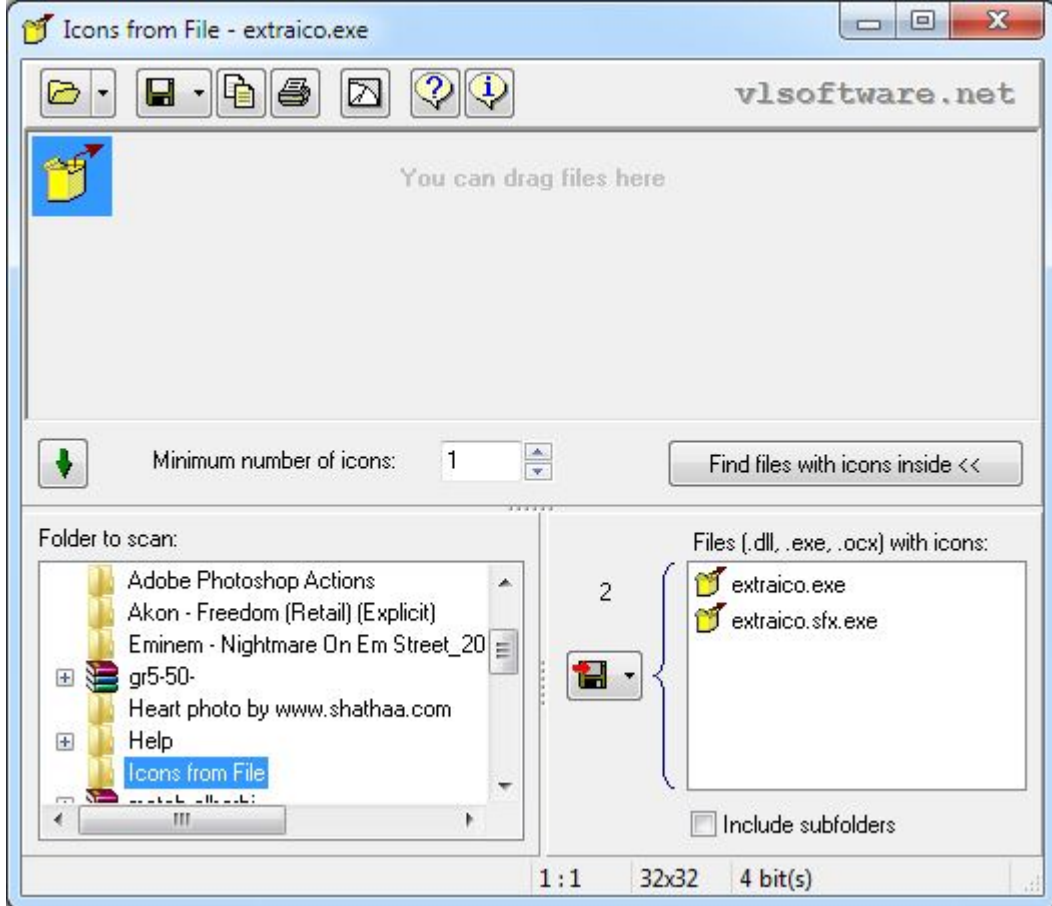 Icons from File - extraico.exe
vlsoftware.net
You can drag files here
Minimum number of icons: 1
Find files with icons inside <<
Folder to scan:
Adobe Photoshop Actions
Akon - Freedom (Retail) (Explicit)
Eminem - Nightmare On Em Street_20
gr5-50-
Heart photo by www.shathaa.com
Help
Icons from File
Files (.dll, .exe, .ocx) with icons:
2
extraico.exe
extraico.sfx.exe
Include subfolders
1 : 1 32x32 4 bit(s)